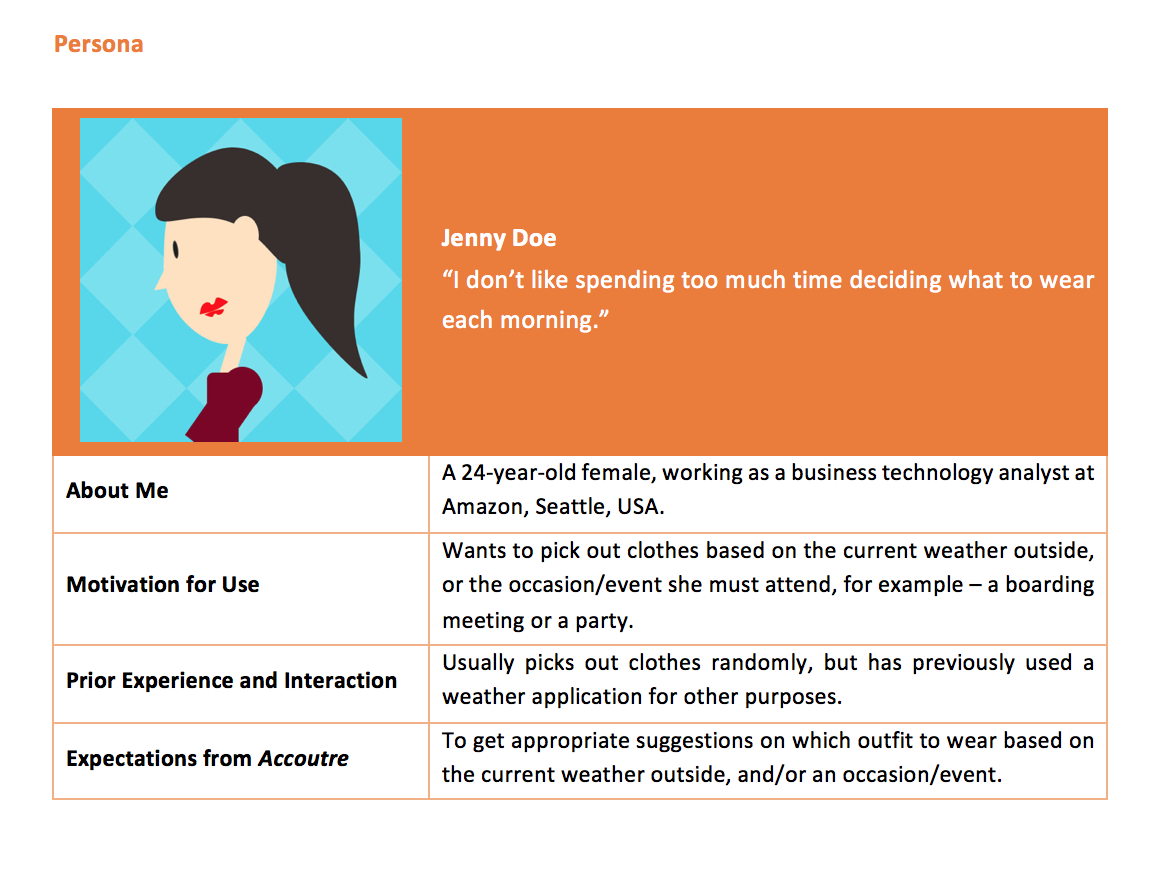 Persona
Jenny Doe
“I don’t like spending too much time deciding what to wear
each morning.”
About Me
A 24-year-old female, working as a business technology analyst at
Amazon, Seattle, USA.
Motivation for Use
Wants to pick out clothes based on the current weather outside,
or the occasion/event she must attend, for example – a boarding
meeting or a party.
Prior Experience and Interaction
Usually picks out clothes randomly, but has previously used a
weather application for other purposes.
Expectations from Accoutre
To get appropriate suggestions on which outfit to wear based on
the current weather outside, and/or an occasion/event.